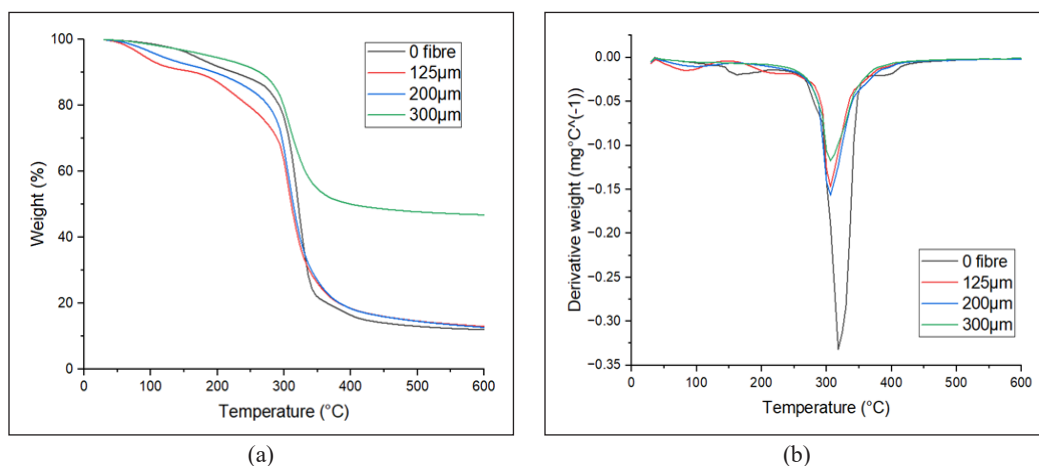 100
80
60
40
20
0
Weight (%)
0 fibre
125μm
200μm
300μm
0 100 200 300 400 500 600
Temperature (°C)
(a)
0.00
−0.05
−0.10
−0.15
−0.20
−0.25
−0.30
−0.35
Derivative weight (mg°C^(-1))
0 fibre
125μm
200μm
300μm
0 100 200 300 400 500 600
Temperature (°C)
(b)